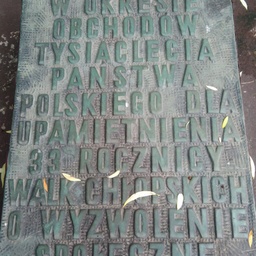 W OKRESIE
OBCHODÓW
TYSIĄCLECIA
PAŃSTWA
POLSKIEGO DLA
UPAMIĘTNIENIA
33 ROCZNICY
WALK CHŁOPSKICH
O WYZWOLENIE
SPOŁECZNE